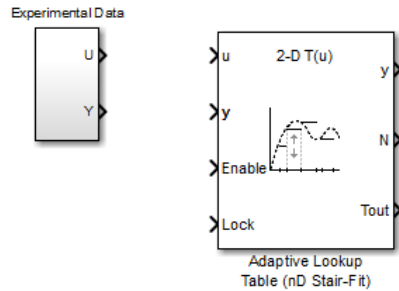 Experimental Data
U
Y
u
2-D T(u)
y
y
N
Enable
Tout
Lock
Adaptive Lookup
Table (nD Stair-Fit)